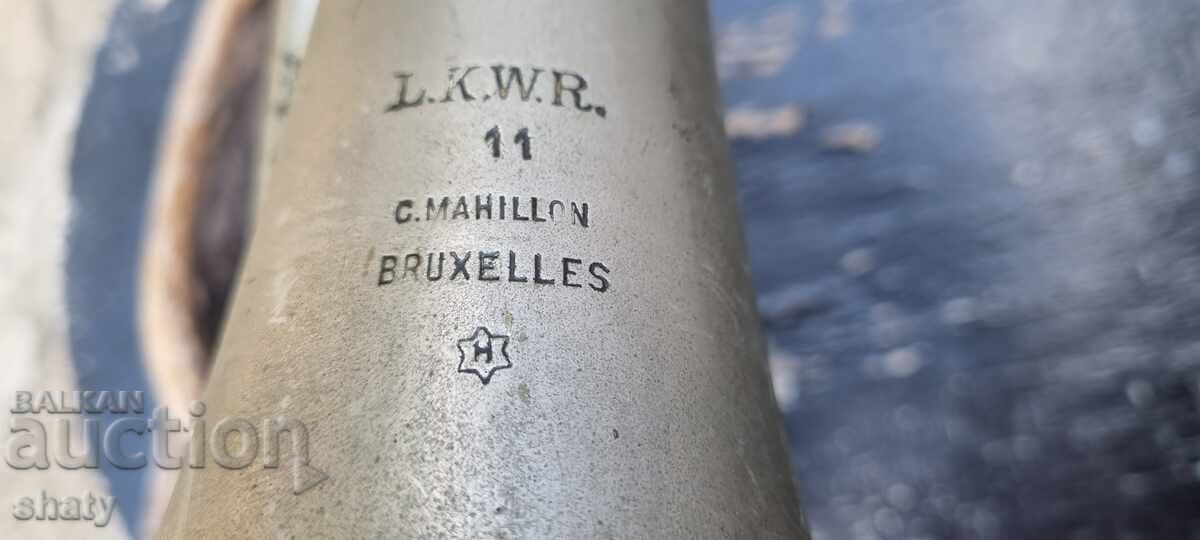 L.K.W.R.
11
C. MAHILLON
BRUXELLES
H
BALKAN
auction
shaty